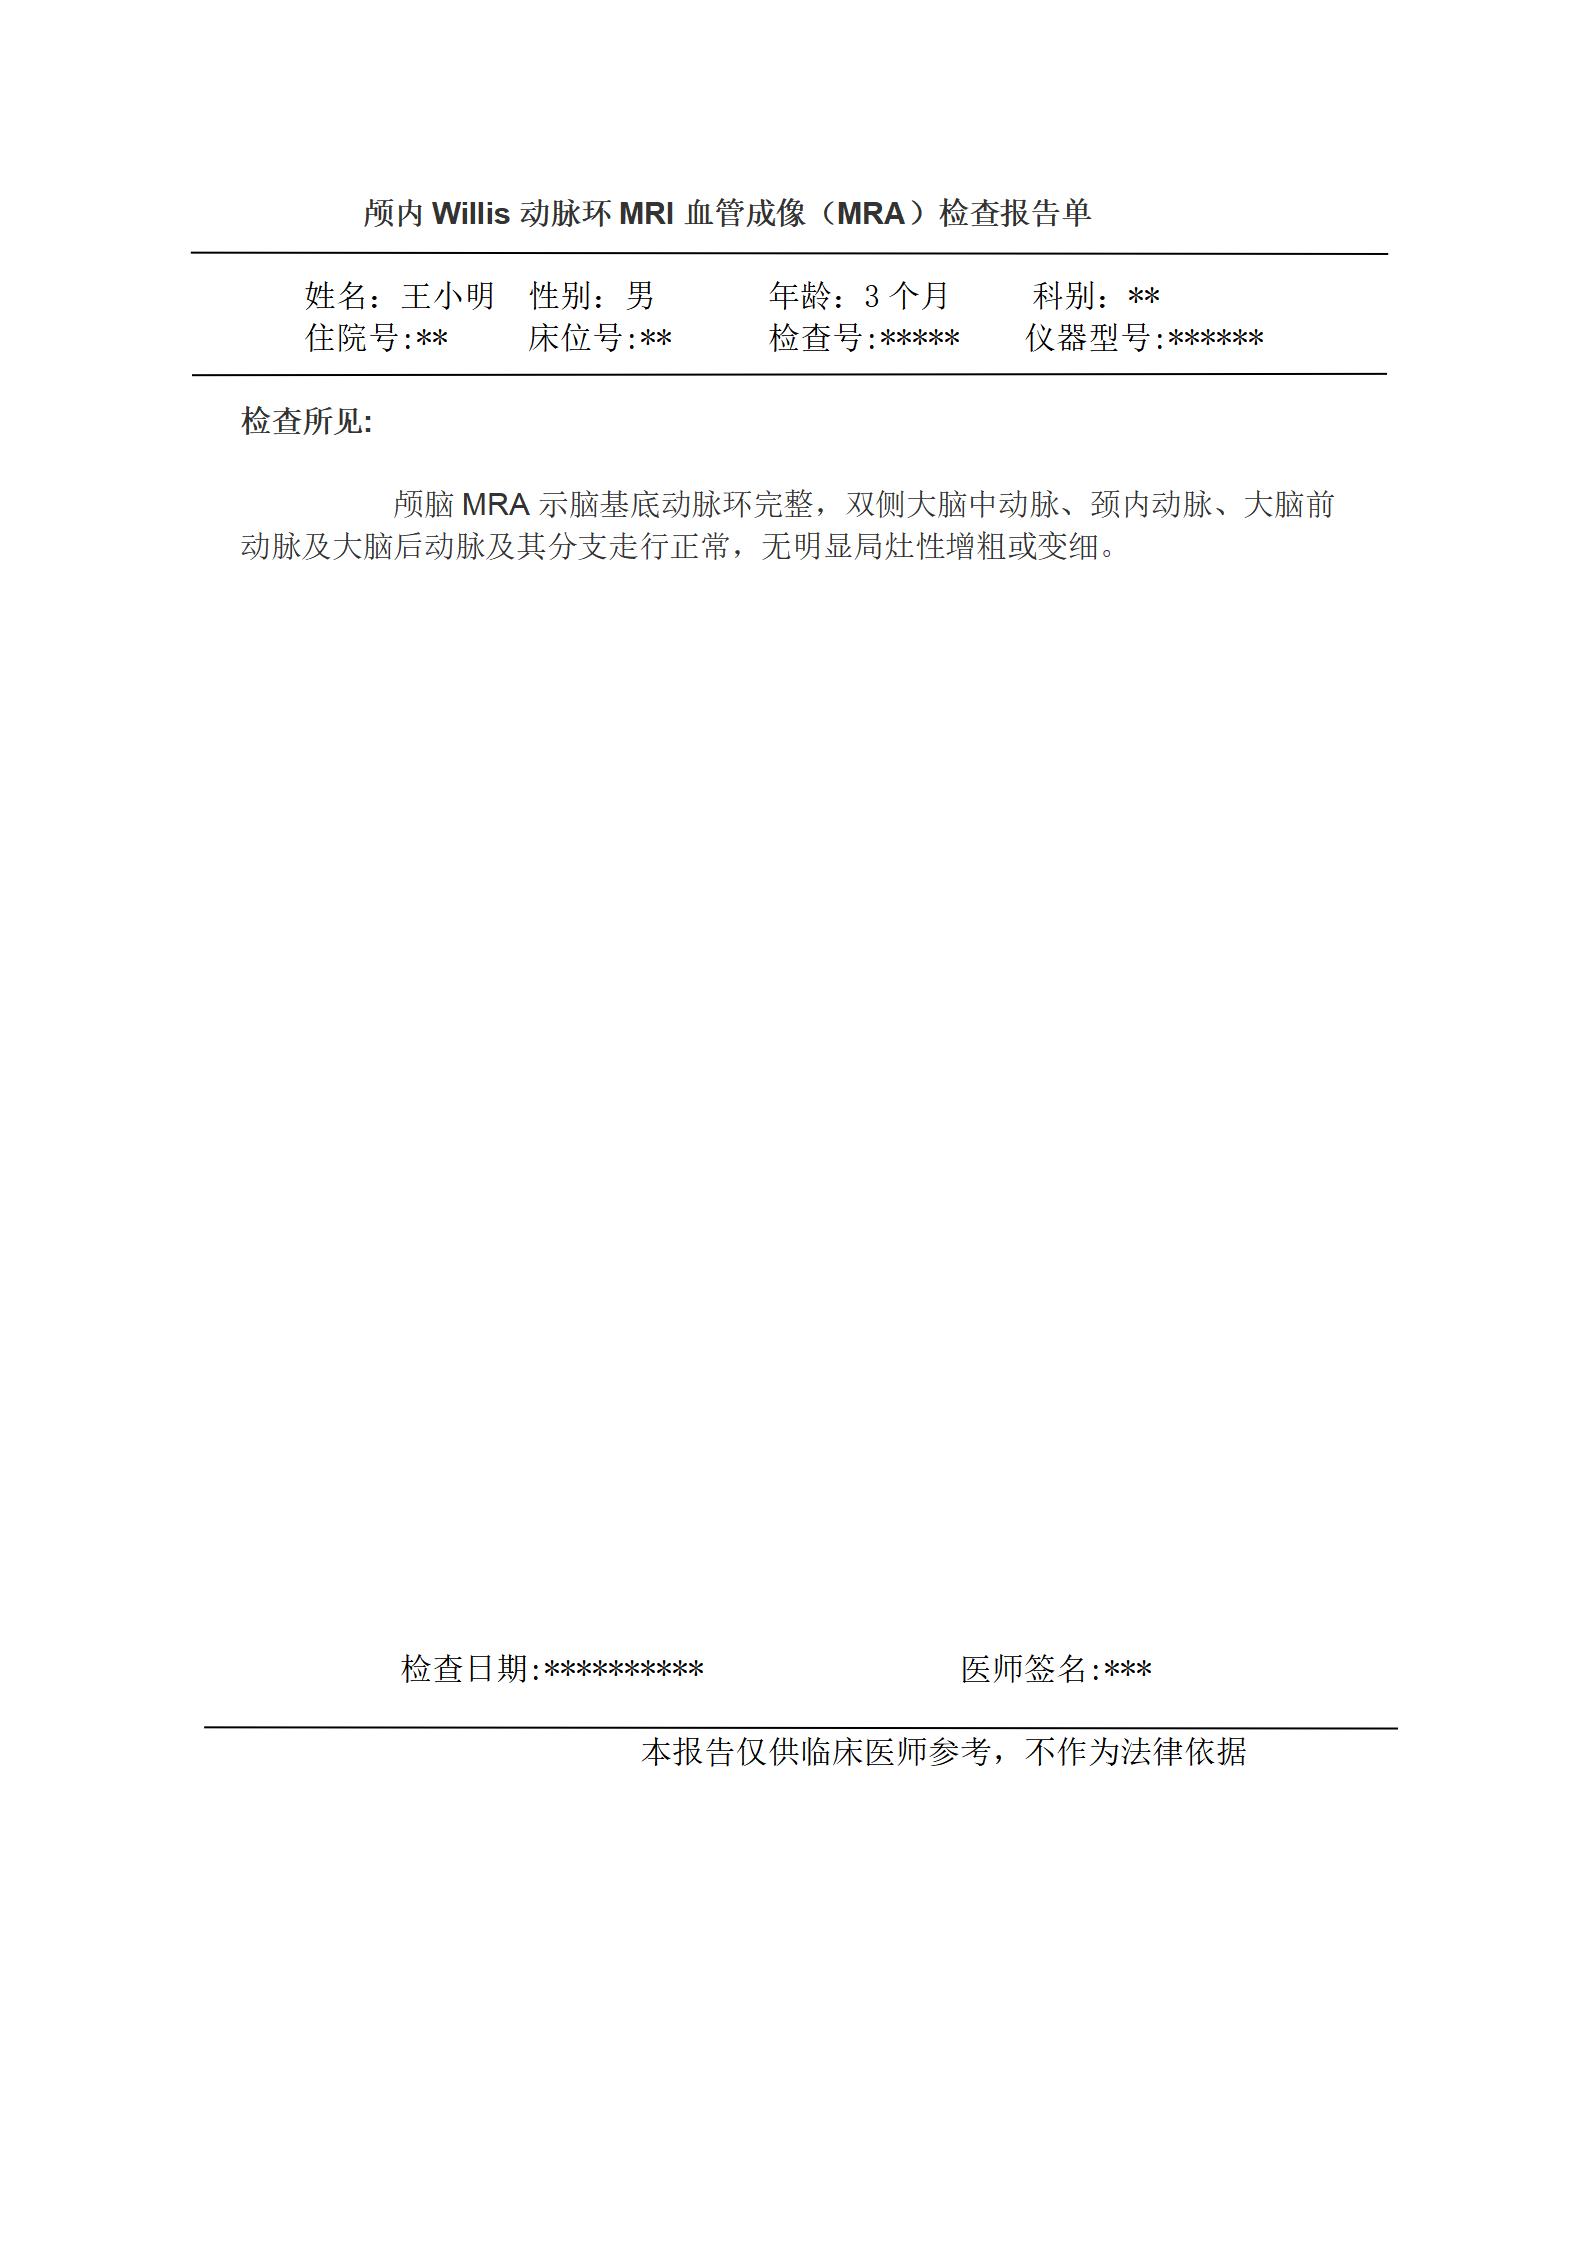 颅内 Willis 动脉环 MRI 血管成像（MRA）检查报告单
姓名：王小明 性别：男 年龄：3 个月 科别：**
住院号:** 床位号:** 检查号:***** 仪器型号:******
检查所见:
颅脑 MRA 示脑基底动脉环完整，双侧大脑中动脉、颈内动脉、大脑前
动脉及大脑后动脉及其分支走行正常，无明显局灶性增粗或变细。
检查日期:********** 医师签名:***
本报告仅供临床医师参考，不作为法律依据